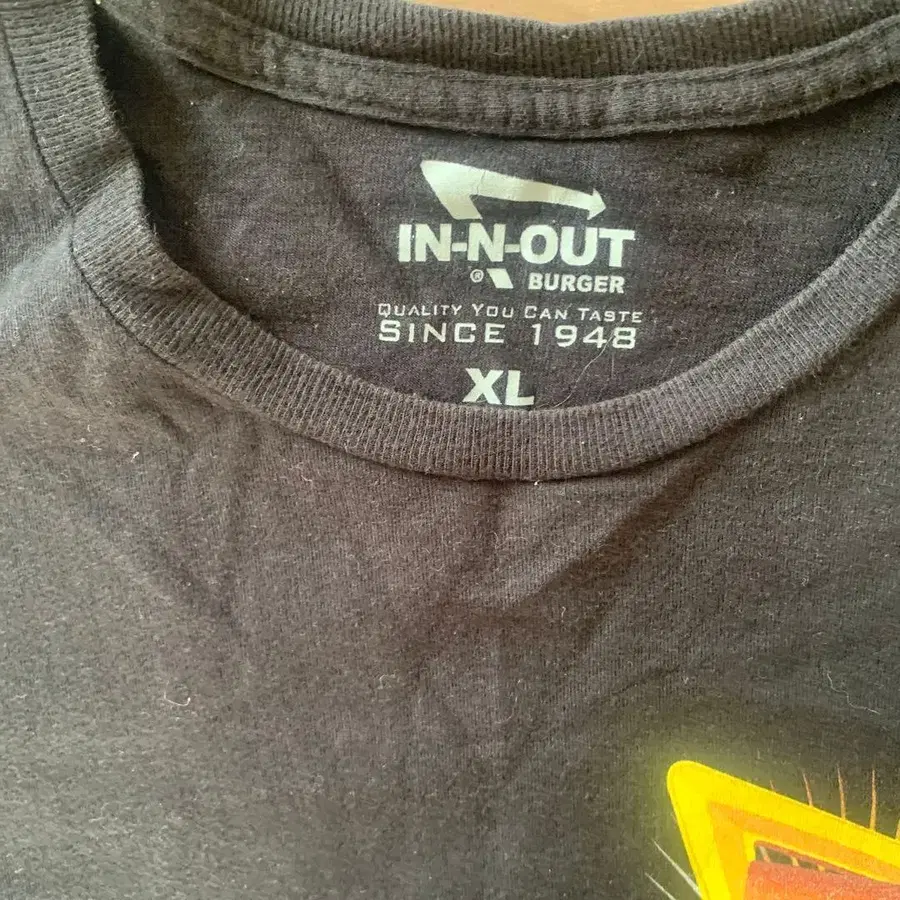 IN-N-OUT
® BURGER
QUALITY YOU CAN TASTE
SINCE 1948
XL